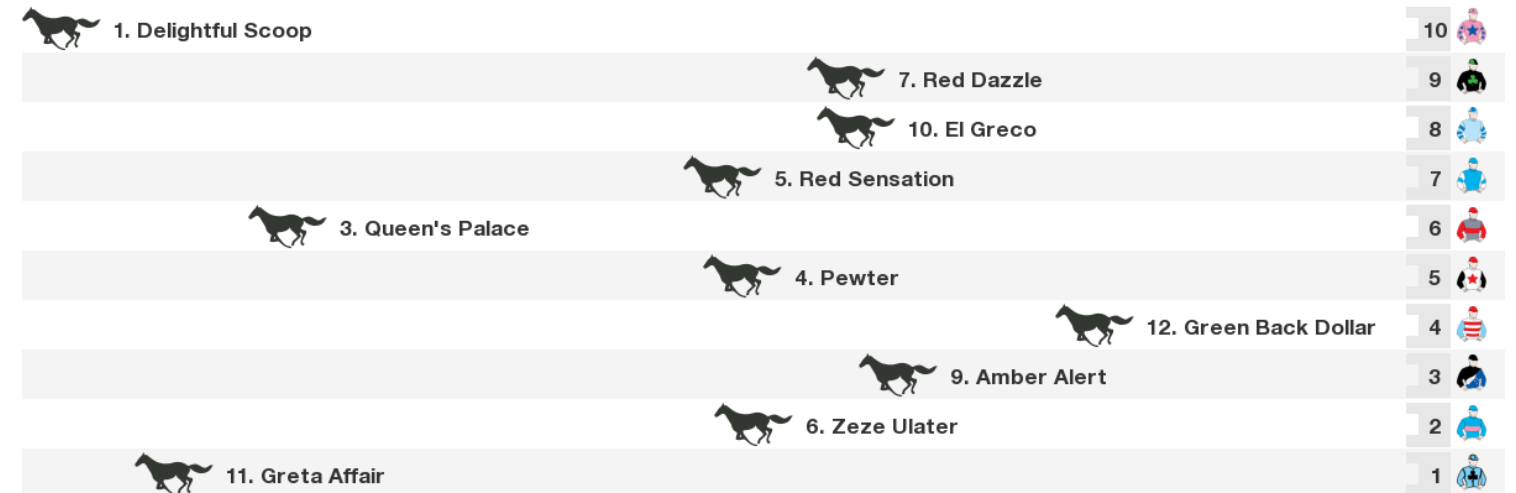 1. Delightful Scoop 10
7. Red Dazzle 9
10. El Greco 8
5. Red Sensation 7
3. Queen's Palace 6
4. Pewter 5
12. Green Back Dollar 4
9. Amber Alert 3
6. Zeze Ulater 2
11. Greta Affair 1